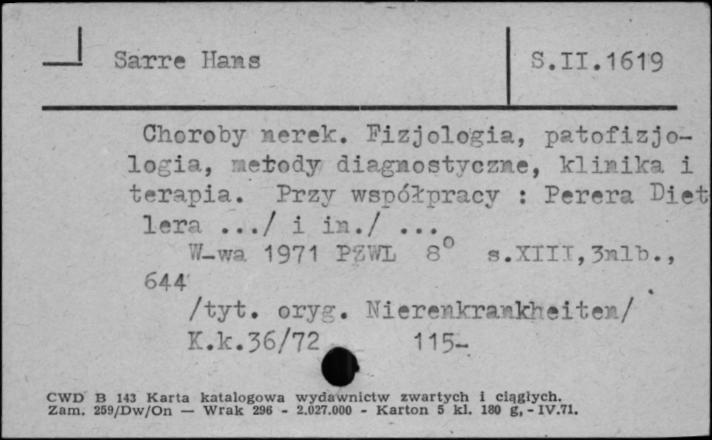 Sarre Hans
S.II.1619
Choroby nerek. Fizjologia, patofizjo-
logia, metody diagnostyczne, klinika i
terapia. Przy współpracy : Perera Diet
lera .../ i in./ ...
W-wa 1971 PZWL 8° s.XIII,3nlb.,
644
/tyt. oryg. Nierenkrankheiten/
K.k.36/72 115-
CWD B 143 Karta katalogowa wydawnictw zwartych i ciągłych.
Zam. 259/Dw/On — Wrak 296 - 2.027.000 - Karton 5 kl. 180 g, - IV.71.